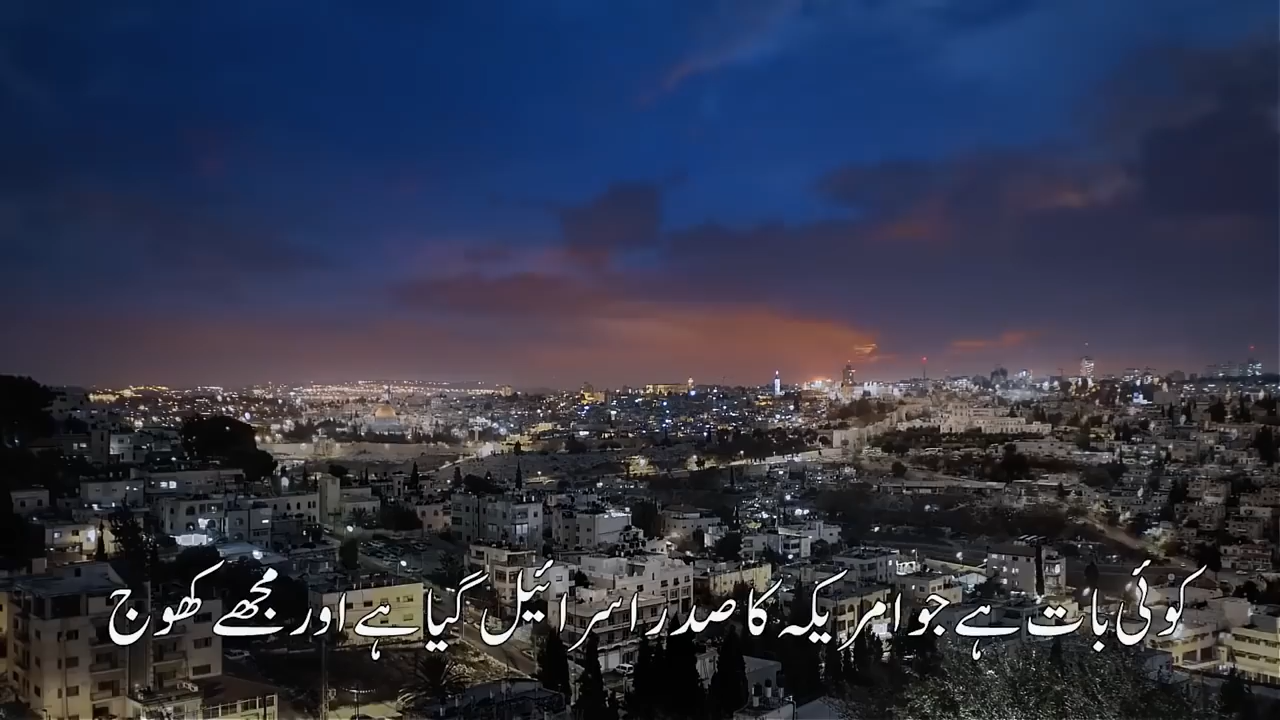 کوئی بات ہے جو امریکہ کا صدر اسرائیل گیا ہے اور مجھے کھوج